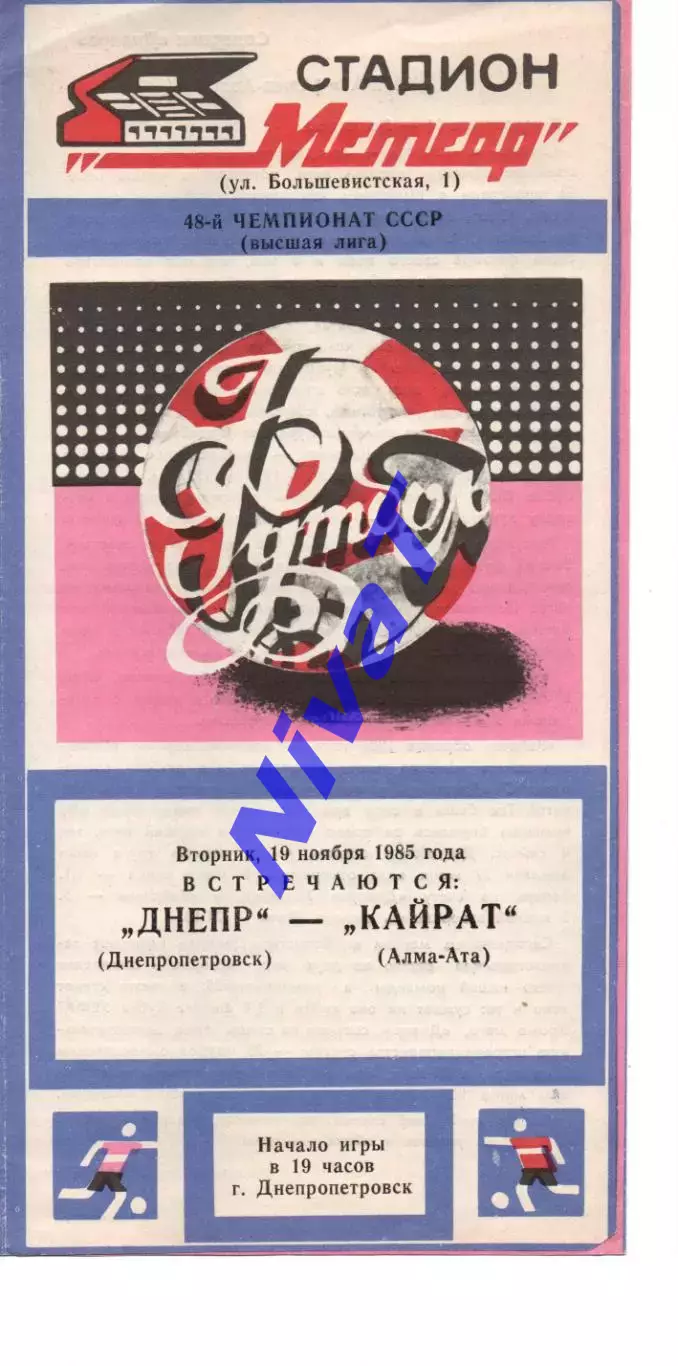 СТАДИОН
„Метеор"
(ул. Большевистская, 1)
48-й ЧЕМПИОНАТ СССР
(высшая лига)
Футбол
NivaT
Вторник, 19 ноября 1985 года
ВСТРЕЧАЮТСЯ:
„ДНЕПР“ — „КАЙРАТ“
(Днепропетровск) (Алма-Ата)
Начало игры
в 19 часов
г. Днепропетровск